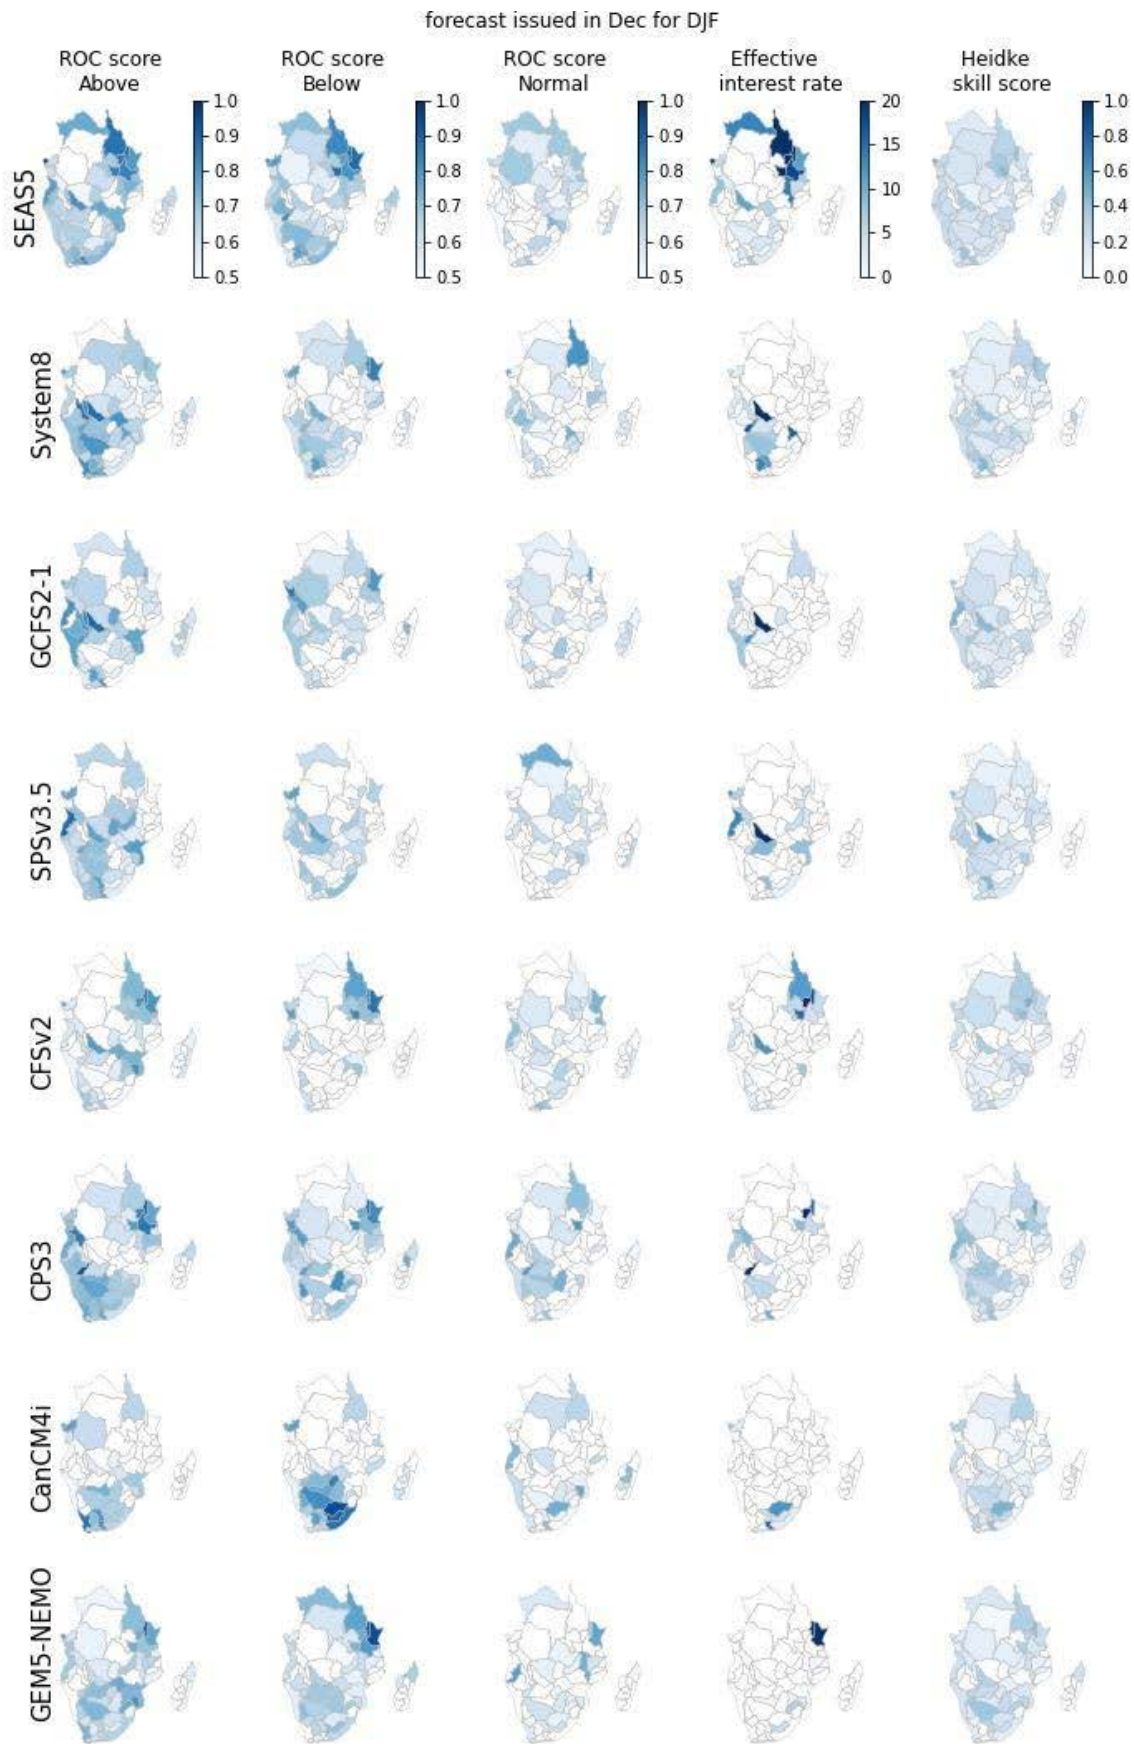 forecast issued in Dec for DJF
ROC score
Above
ROC score
Below
ROC score
Normal
Effective
interest rate
Heidke
skill score
1.0
0.9
0.8
0.7
0.6
0.5
1.0
0.9
0.8
0.7
0.6
0.5
1.0
0.9
0.8
0.7
0.6
0.5
20
15
10
5
0
1.0
0.8
0.6
0.4
0.2
0.0
SEAS5
System8
GCFS2-1
SPSv3.5
CFSv2
CPS3
CanCM4i
GEM5-NEMO